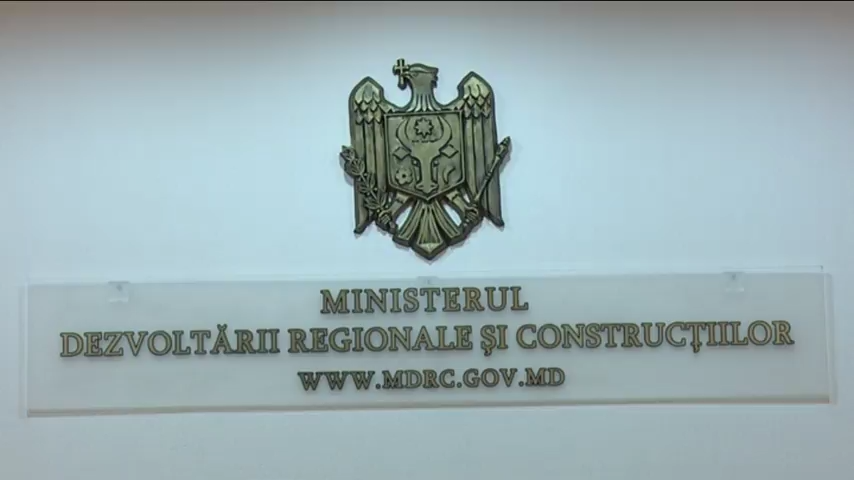 MINISTERUL
DEZVOLTĂRII REGIONALE ȘI CONSTRUCȚIILOR
WWW.MDRC.GOV.MD